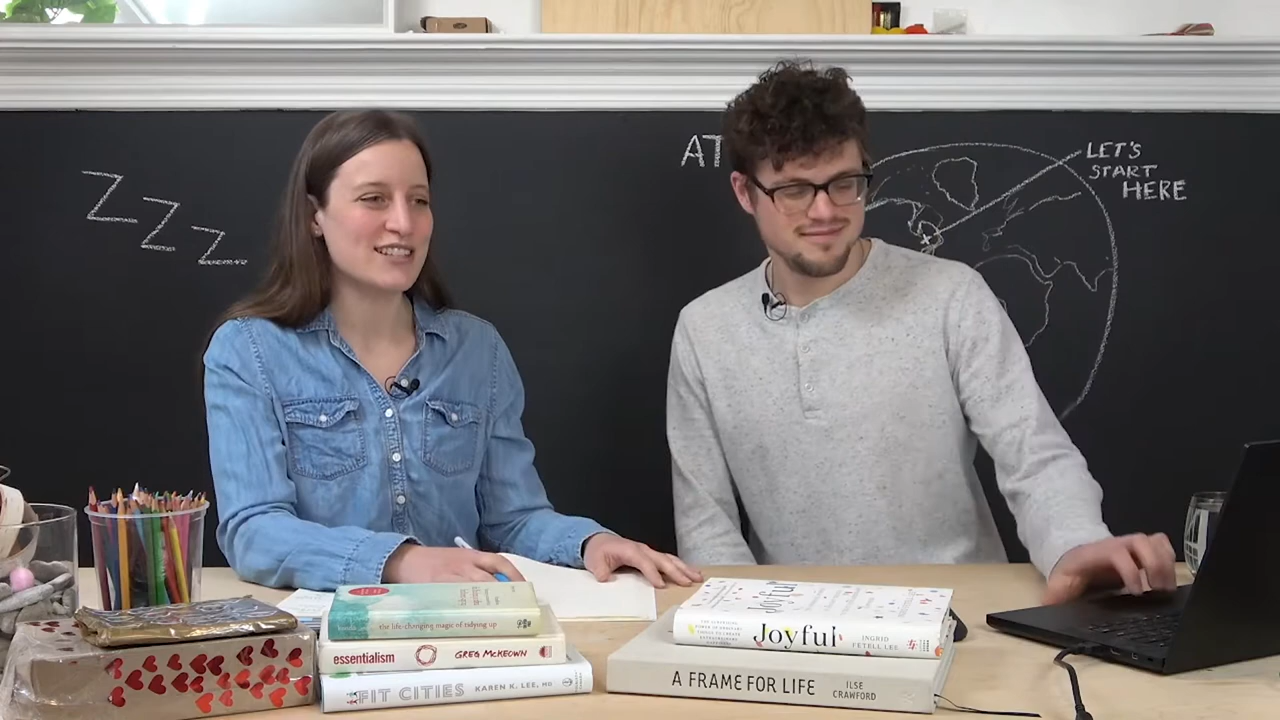 Z Z Z
AT
LET'S
START
HERE
the life-changing magic of tidying up
essentialism GREG MCKEOWN
FIT CITIES KAREN K. LEE, MD
Joyful
Joyful INGRID
FETELL LEE
A FRAME FOR LIFE ILSE
CRAWFORD